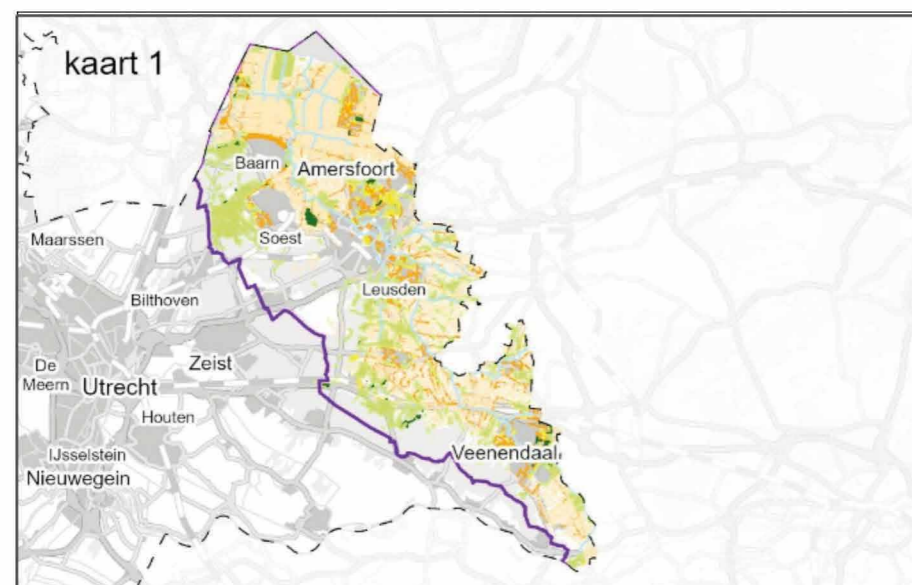 kaart 1
Baarn
Amersfoort
Maarssen
Soest
Leusden
Bilthoven
Zeist
De
Meern
Utrecht
Houten
IJsselstein
Veenendaal
Nieuwegein